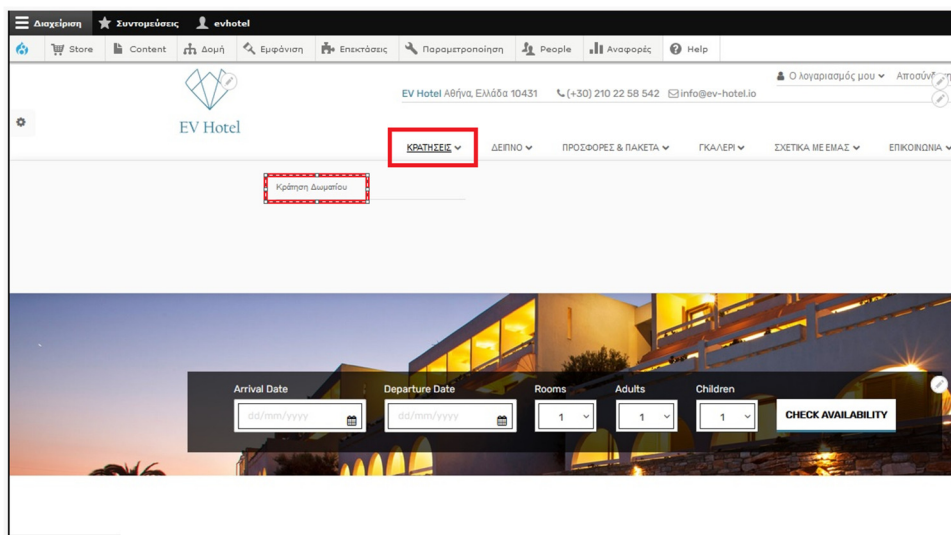 Διαχείριση Συντομεύσεις evhotel
Store Content Δομή Εμφάνιση Επεκτάσεις Παραμετροποίηση People Αναφορές Help
Ο λογαριασμός μου
EV Hotel Αθήνα, Ελλάδα 10431 (+30) 210 22 58 542 info@ev-hotel.io
EV Hotel
ΚΡΑΤΗΣΕΙΣ ΔΕΙΠΝΟ ΠΡΟΣΦΟΡΕΣ & ΠΑΚΕΤΑ ΓΚΑΛΕΡΙ ΣΧΕΤΙΚΑ ΜΕ ΕΜΑΣ ΕΠΙΚΟΙΝΩΝΙΑ
Κράτηση Δωματίου
Arrival Date Departure Date Rooms Adults Children
dd/mm/yyyy dd/mm/yyyy 1 1 1 CHECK AVAILABILITY